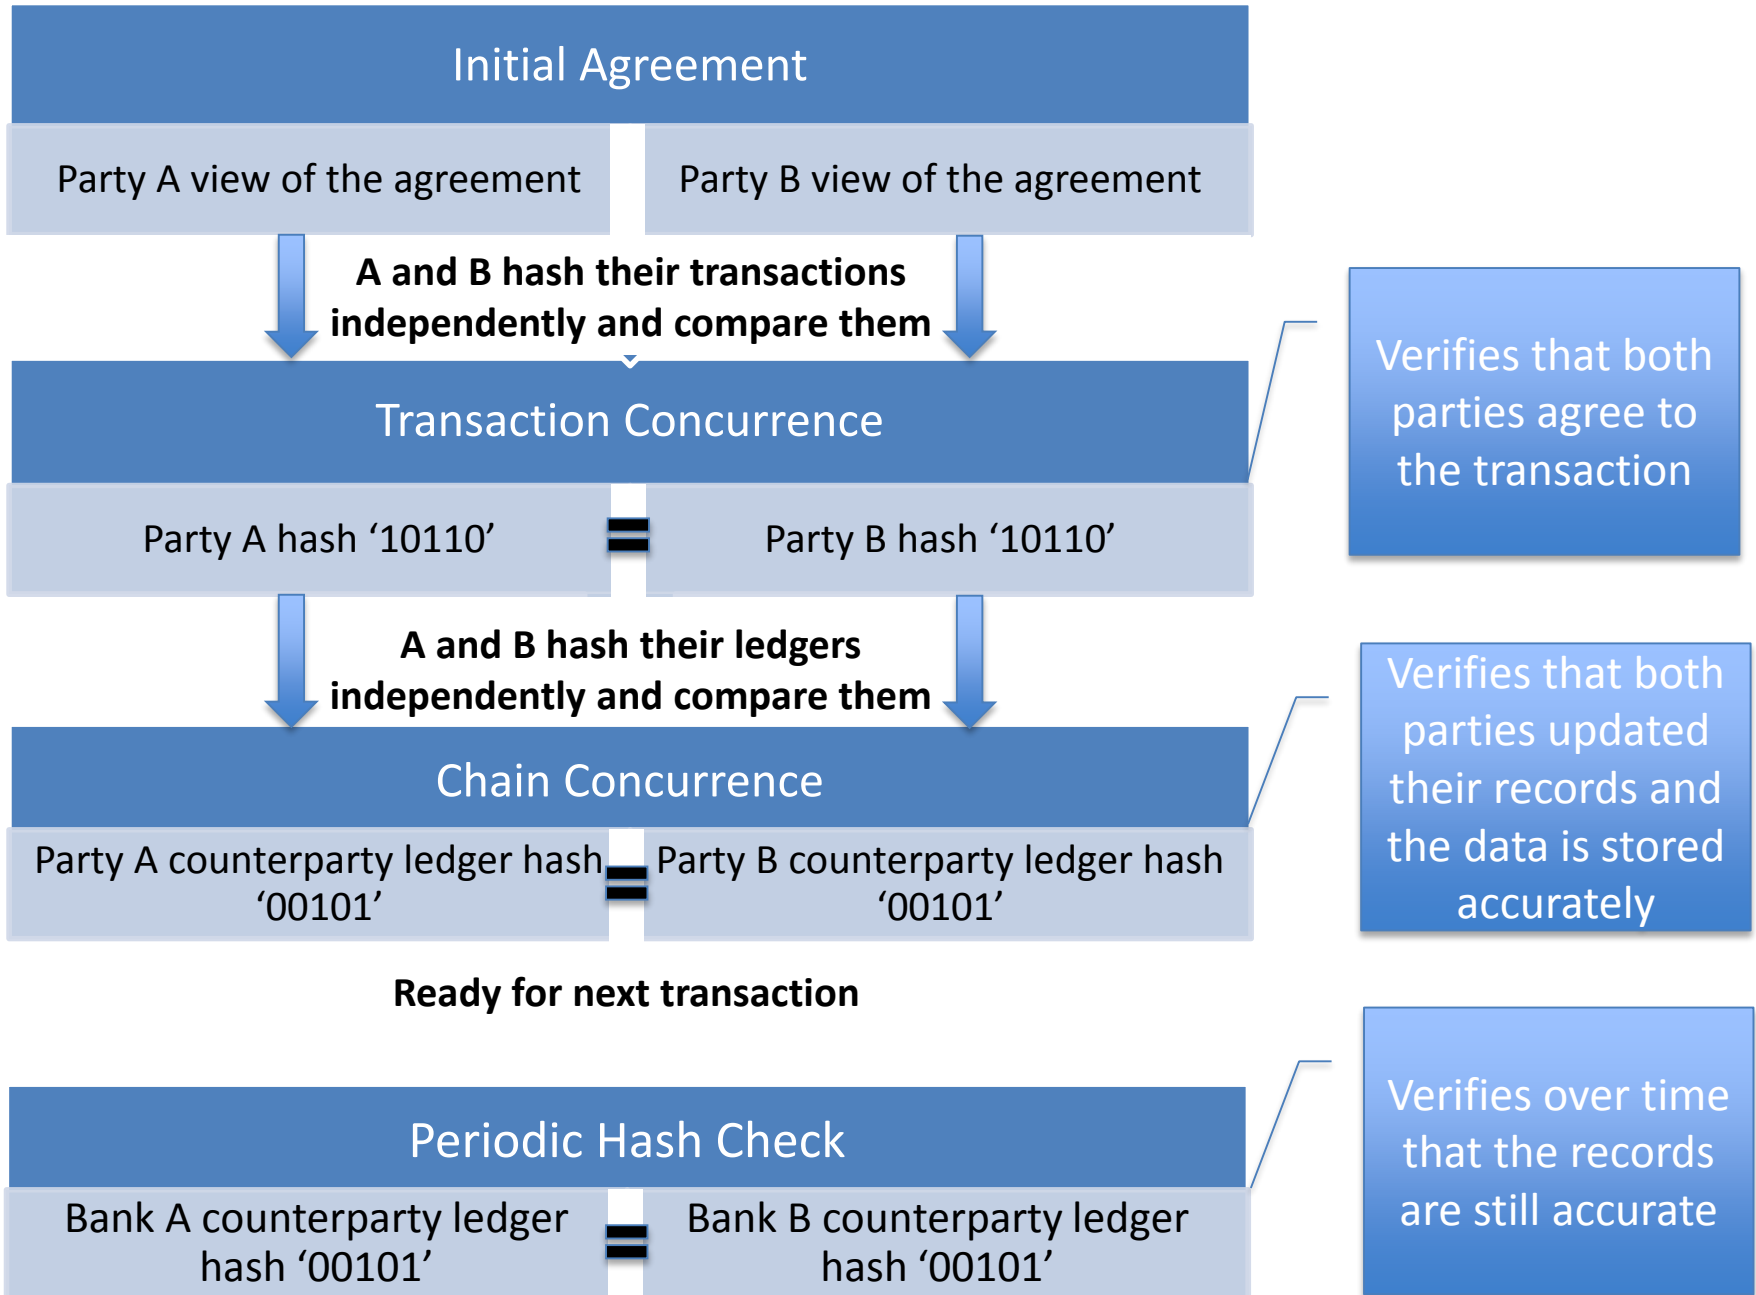 Initial Agreement
Party A view of the agreement
Party B view of the agreement
A and B hash their transactions
independently and compare them
Verifies that both
parties agree to
the transaction
Transaction Concurrence
Party A hash ‘10110’
=
Party B hash ‘10110’
A and B hash their ledgers
independently and compare them
Verifies that both
parties updated
their records and
the data is stored
accurately
Chain Concurrence
Party A counterparty ledger hash
‘00101’
=
Party B counterparty ledger hash
‘00101’
Ready for next transaction
Verifies over time
that the records
are still accurate
Periodic Hash Check
Bank A counterparty ledger
hash ‘00101’
=
Bank B counterparty ledger
hash ‘00101’